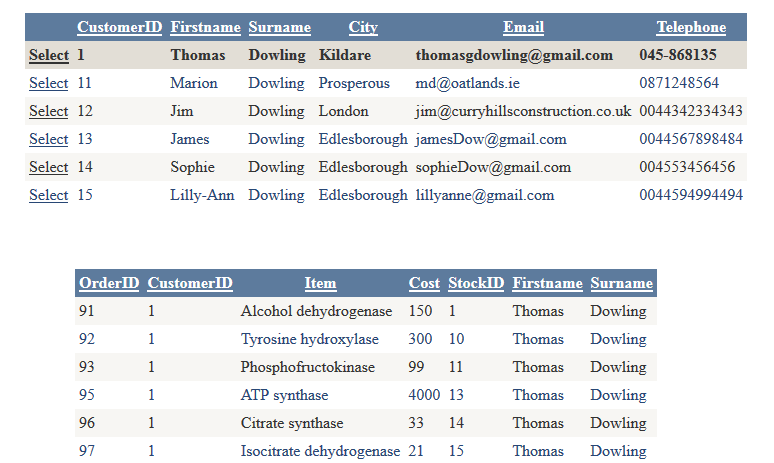 CustomerID Firstname Surname City Email Telephone
Select 1 Thomas Dowling Kildare thomasgdowling@gmail.com 045-868135
Select 11 Marion Dowling Prosperous md@oatlands.ie 0871248564
Select 12 Jim Dowling London jim@curryhillsconstruction.co.uk 0044342334343
Select 13 James Dowling Edlesborough jamesDow@gmail.com 0044567898484
Select 14 Sophie Dowling Edlesborough sophieDow@gmail.com 004553456456
Select 15 Lilly-Ann Dowling Edlesborough lillyanne@gmail.com 0044594994494
OrderID CustomerID Item Cost StockID Firstname Surname
91 1 Alcohol dehydrogenase 150 1 Thomas Dowling
92 1 Tyrosine hydroxylase 300 10 Thomas Dowling
93 1 Phosphofructokinase 99 11 Thomas Dowling
95 1 ATP synthase 4000 13 Thomas Dowling
96 1 Citrate synthase 33 14 Thomas Dowling
97 1 Isocitrate dehydrogenase 21 15 Thomas Dowling